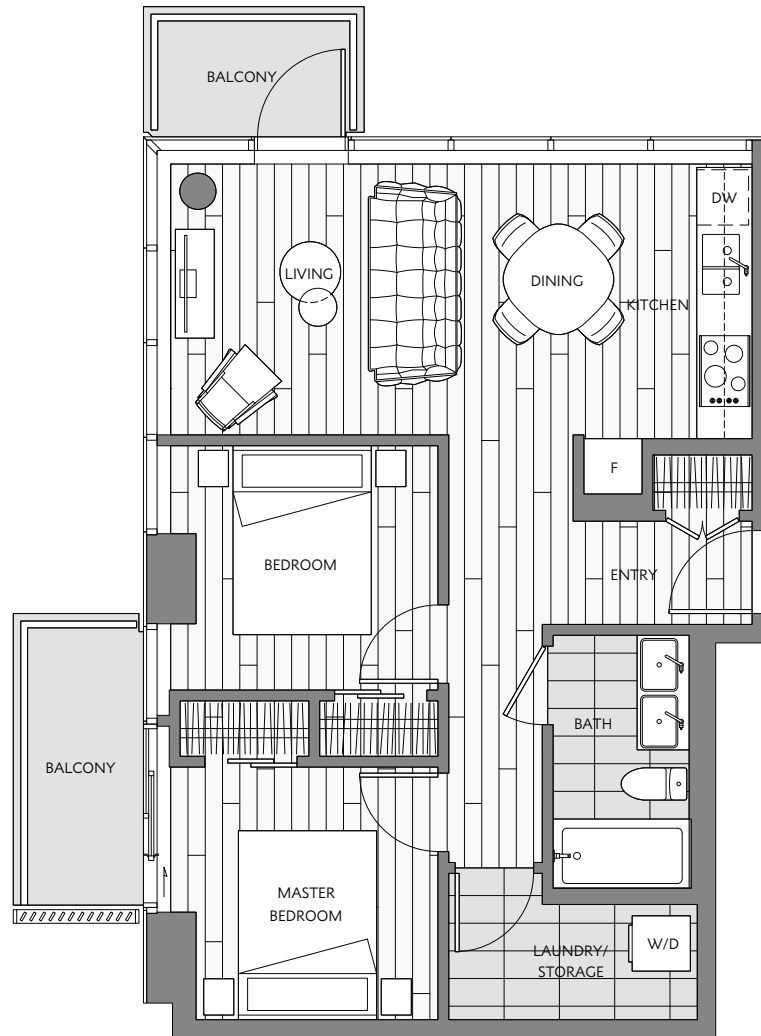 BALCONY
DW
LIVING
DINING
KITCHEN
F
BEDROOM
ENTRY
BATH
BALCONY
MASTER
BEDROOM
W/D
LAUNDRY/
STORAGE